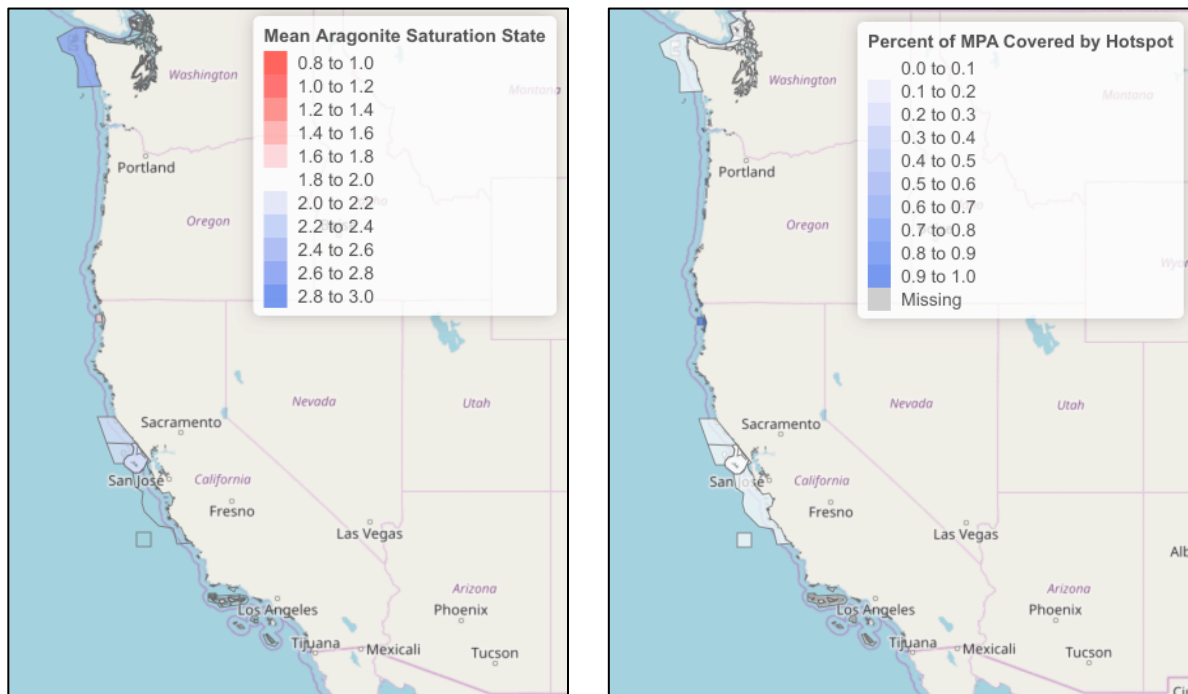 Mean Aragonite Saturation State
0.8 to 1.0
1.0 to 1.2
1.2 to 1.4
1.4 to 1.6
1.6 to 1.8
1.8 to 2.0
2.0 to 2.2
2.2 to 2.4
2.4 to 2.6
2.6 to 2.8
2.8 to 3.0
Washington
Montana
Portland
Oregon
Sacramento
Nevada
Utah
San José
California
Fresno
Las Vegas
Los Angeles
Arizona
Phoenix
Tijuana
Mexicali
Tucson
Percent of MPA Covered by Hotspot
0.0 to 0.1
0.1 to 0.2
0.2 to 0.3
0.3 to 0.4
0.4 to 0.5
0.5 to 0.6
0.6 to 0.7
0.7 to 0.8
0.8 to 0.9
0.9 to 1.0
Missing
Washington
Montana
Portland
Oregon
Sacramento
Nevada
Utah
San José
California
Fresno
Las Vegas
Alb
Los Angeles
Arizona
Phoenix
Tijuana
Mexicali
Tucson